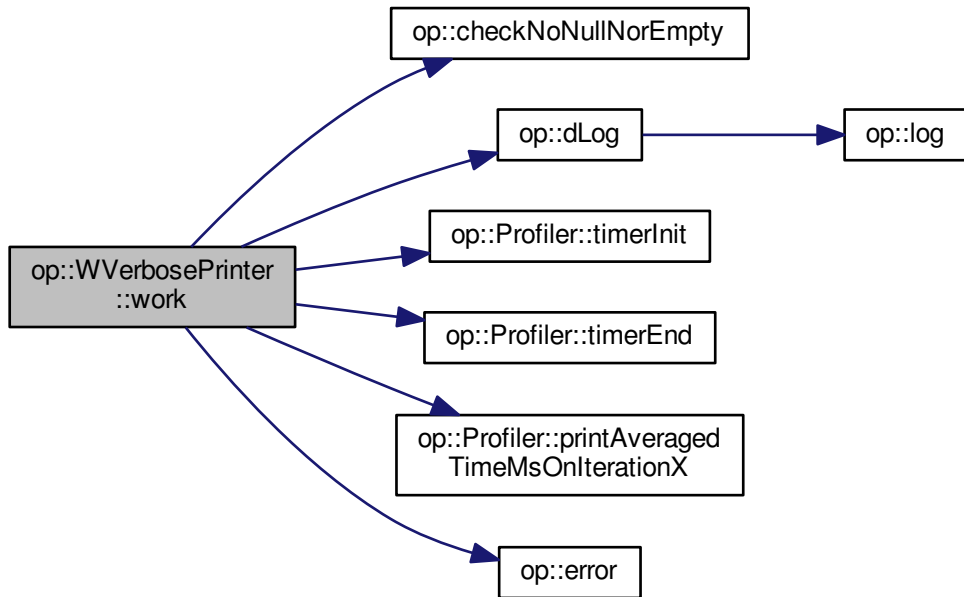 op::checkNoNullNorEmpty
op::dLog
op::log
op::Profiler::timerInit
op::WVerbosePrinter
::work
op::Profiler::timerEnd
op::Profiler::printAveraged
TimeMsOnIterationX
op::error